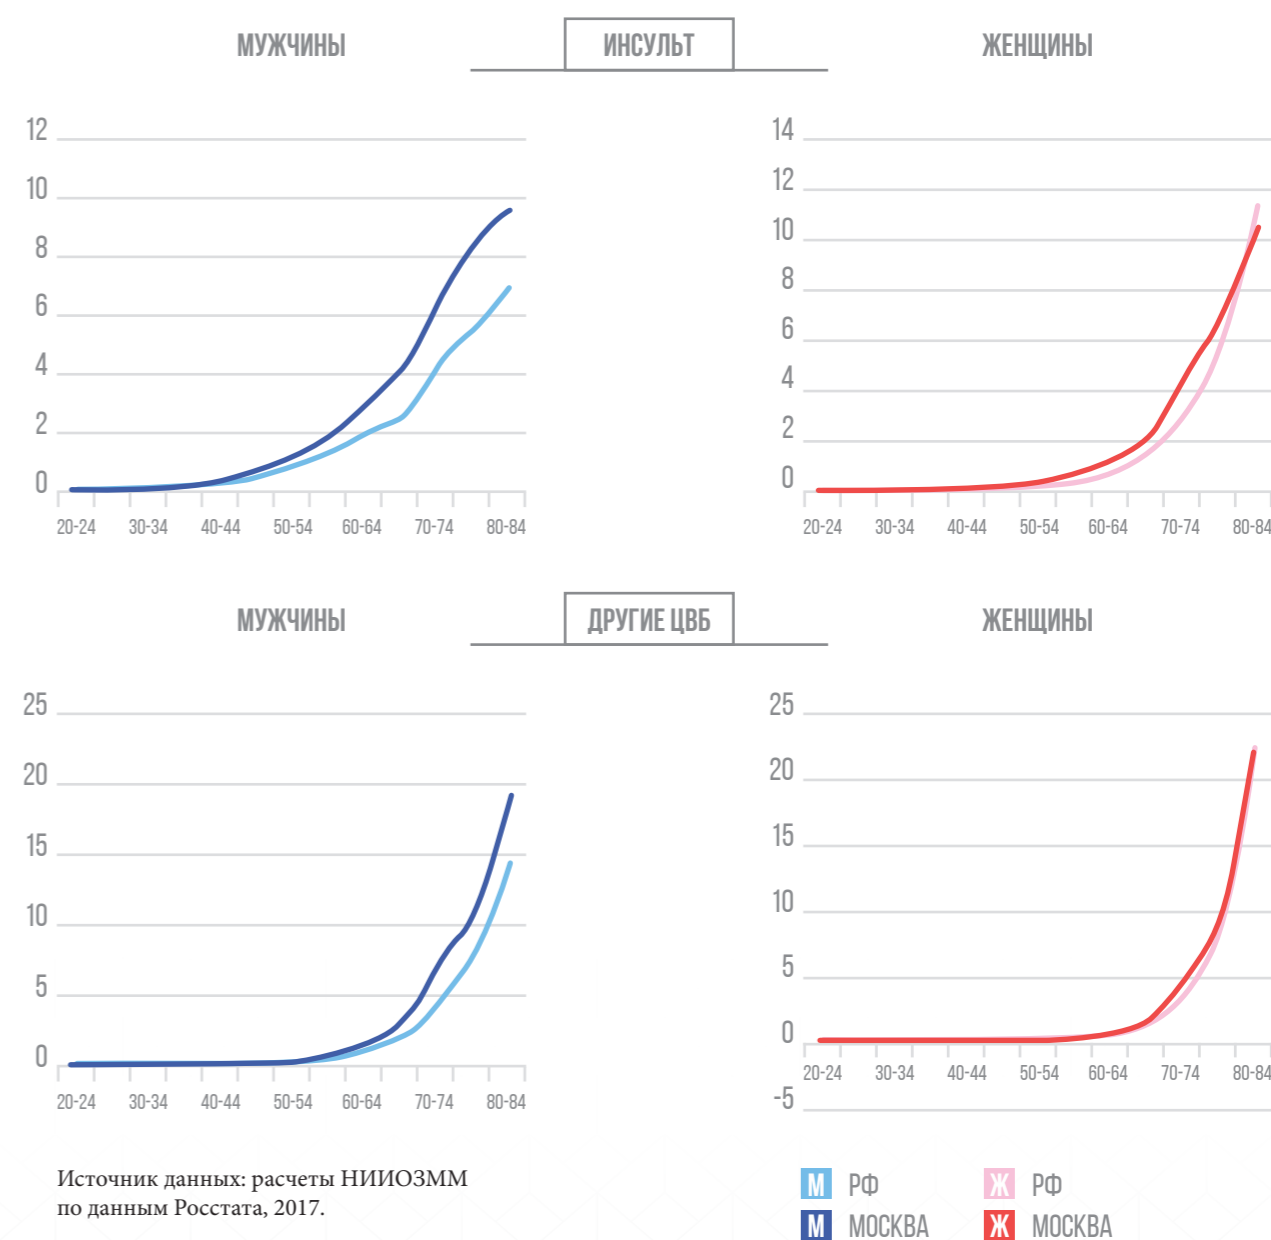 МУЖЧИНЫ
ИНСУЛЬТ
ЖЕНЩИНЫ
12
10
8
6
4
2
0
20-24 30-34 40-44 50-54 60-64 70-74 80-84
14
12
10
8
6
4
2
0
20-24 30-34 40-44 50-54 60-64 70-74 80-84
МУЖЧИНЫ
ДРУГИЕ ЦВБ
ЖЕНЩИНЫ
25
20
15
10
5
0
20-24 30-34 40-44 50-54 60-64 70-74 80-84
25
20
15
10
5
0
20-24 30-34 40-44 50-54 60-64 70-74 80-84
-5
Источник данных: расчеты НИИОЗММ
по данным Росстата, 2017.
М РФ
Ж РФ
М МОСКВА
Ж МОСКВА